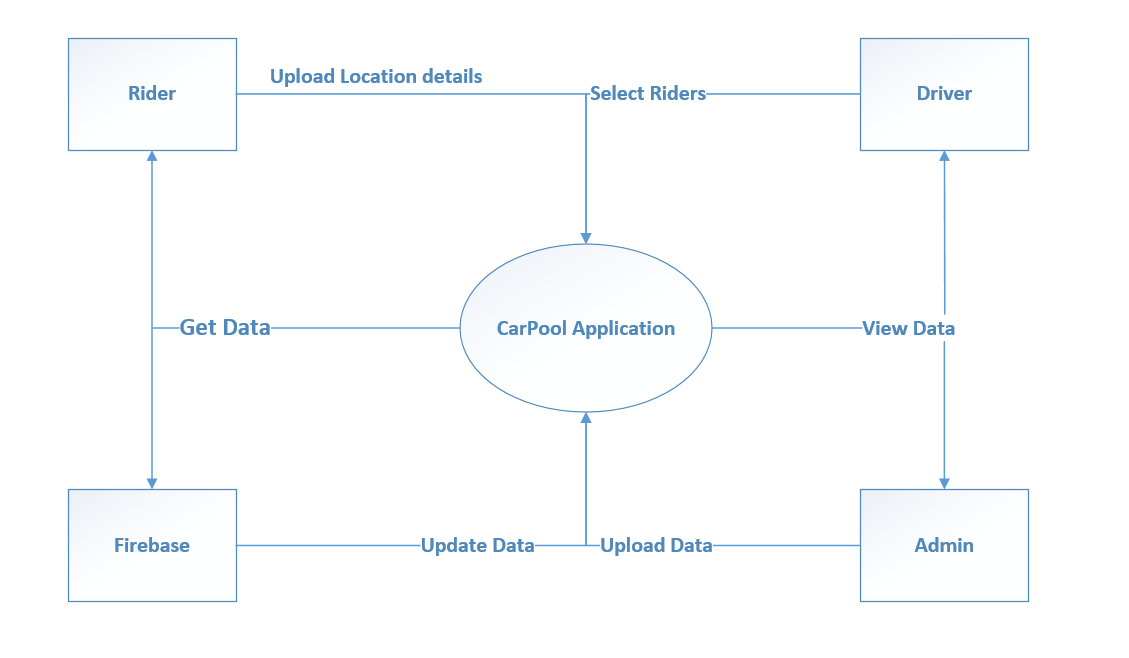 Upload Location details
Rider
Select Riders
Driver
Get Data
CarPool Application
View Data
Firebase
Update Data
Upload Data
Admin